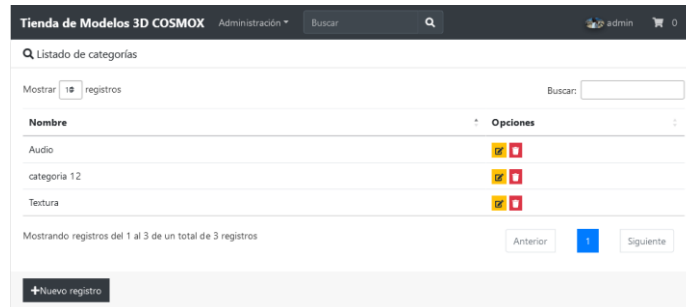 Tienda de Modelos 3D COSMOX Administración Buscar admin 0
Listado de categorías
Mostrar 10 registros Buscar:
Nombre Opciones
Audio
categoria 12
Textura
Mostrando registros del 1 al 3 de un total de 3 registros Anterior 1 Siguiente
+Nuevo registro